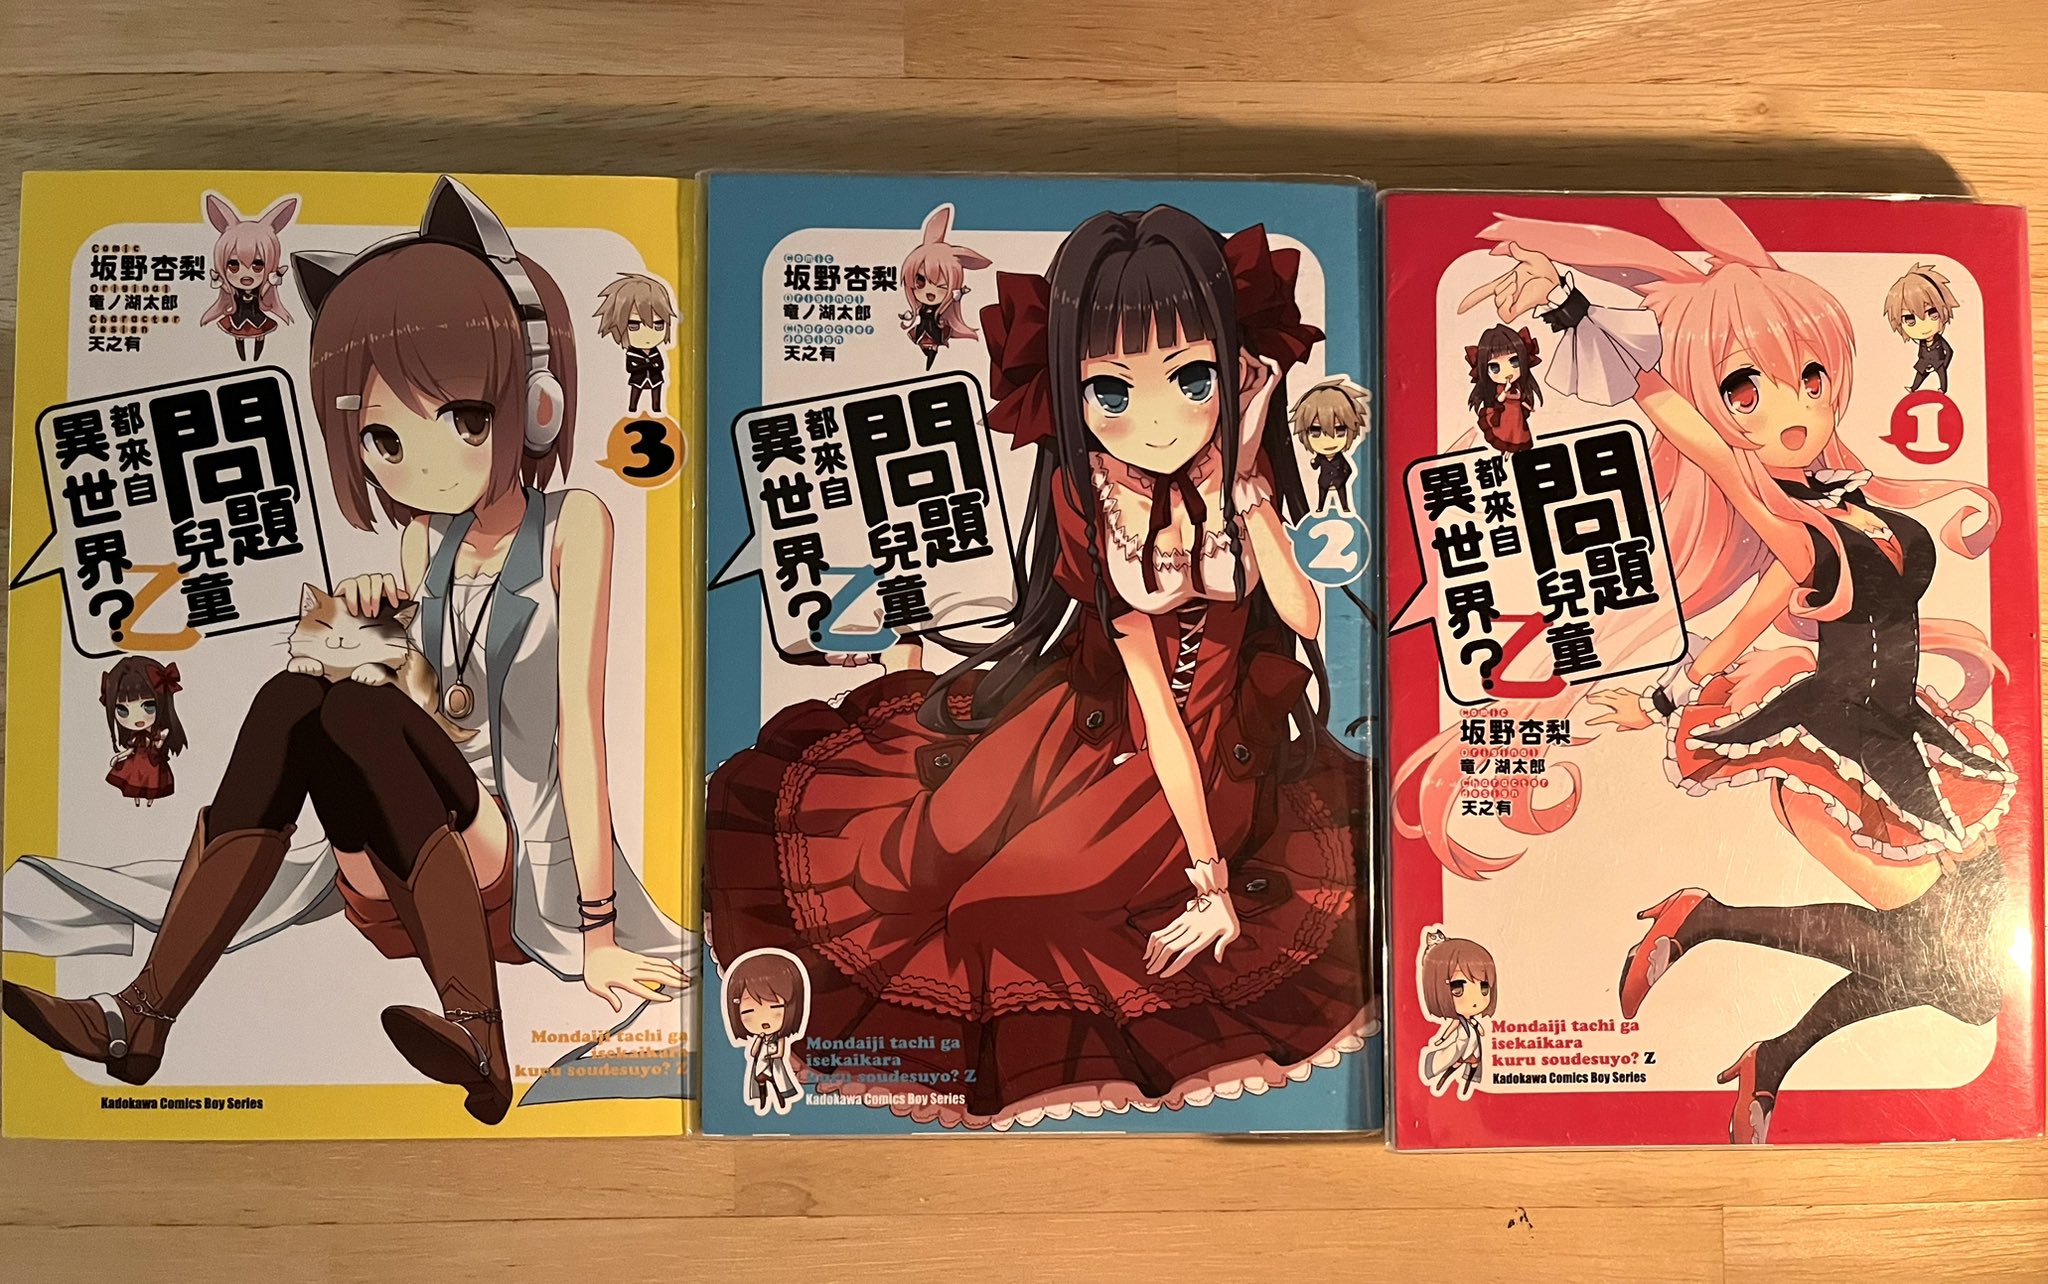 Comic
坂野杏梨
Original
竜ノ湖太郎
Character
design
天之有
問題
兒童
都來自
異世界?
乙
3
Mondaiji tachi ga
isekaikara
kuru soudesuyo? Z
Kadokawa Comics Boy Series
Comic
坂野杏梨
Original
竜ノ湖太郎
Character
design
天之有
問題
兒童
都來自
異世界?
乙
2
Mondaiji tachi ga
isekaikara
kuru soudesuyo? Z
Kadokawa Comics Boy Series
1
問題
兒童
都來自
異世界?
乙
Comic
坂野杏梨
Original
竜ノ湖太郎
Character
design
天之有
Mondaiji tachi ga
isekaikara
kuru soudesuyo? Z
Kadokawa Comics Boy Series